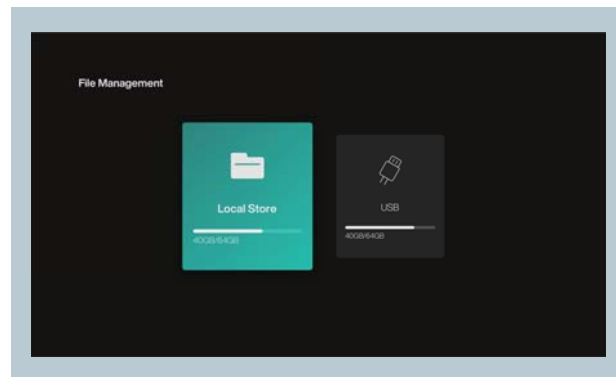 File Management
Local Store
40GB/64GB
USB
40GB/64GB